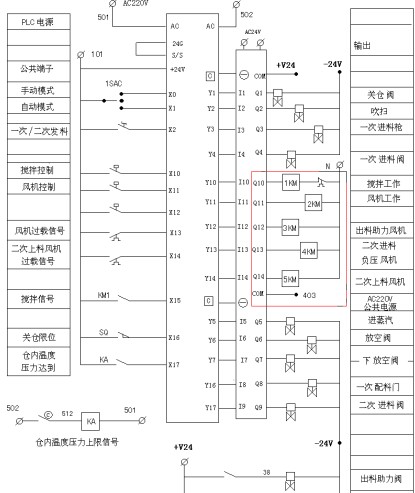 AC220V
501
502
PLC 电源
AC
AC
24G
S/S
AC24V
输出
101
公共端子
+24V
C
COM
+V24
-24V
手动模式
1SAC
X0
Y1
I1
Q1
关仓阀
自动模式
X1
Y2
I2
Q2
吹扫
一次/二次发料
X2
Y3
I3
Q3
一次进料枪
Y4
I4
Q4
一次进料阀
N
搅拌控制
X10
Y10
I10
Q10
1KM
搅拌工作
风机控制
X11
Y11
I11
Q11
2KM
风机工作
X12
Y12
I12
Q12
3KM
出料助力风机
风机过载信号
X13
Y13
I13
Q13
4KM
二次进料
负压风机
二次上料风机
过载信号
X14
Y14
I14
Q14
5KM
二次上料风机
搅拌信号
KM1
X15
C
COM
403
AC220V
公共电源
Y5
I5
Q5
进蒸汽
关仓限位
SQ
X16
Y6
I6
Q6
放空阀
仓内温度
压力达到
KA
X17
Y7
I7
Q7
下放空阀
Y16
I8
Q8
一次配料门
Y17
I9
Q9
二次进料阀
502
512
KA
501
仓内温度压力上限信号
+V24
-24V
38
出料助力阀